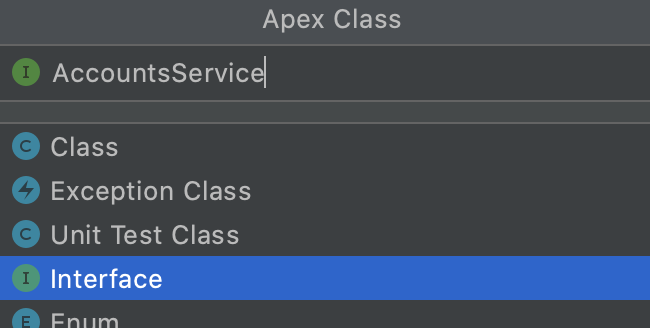 Apex Class
I AccountsService
C Class
Exception Class
C Unit Test Class
I Interface
E Enum